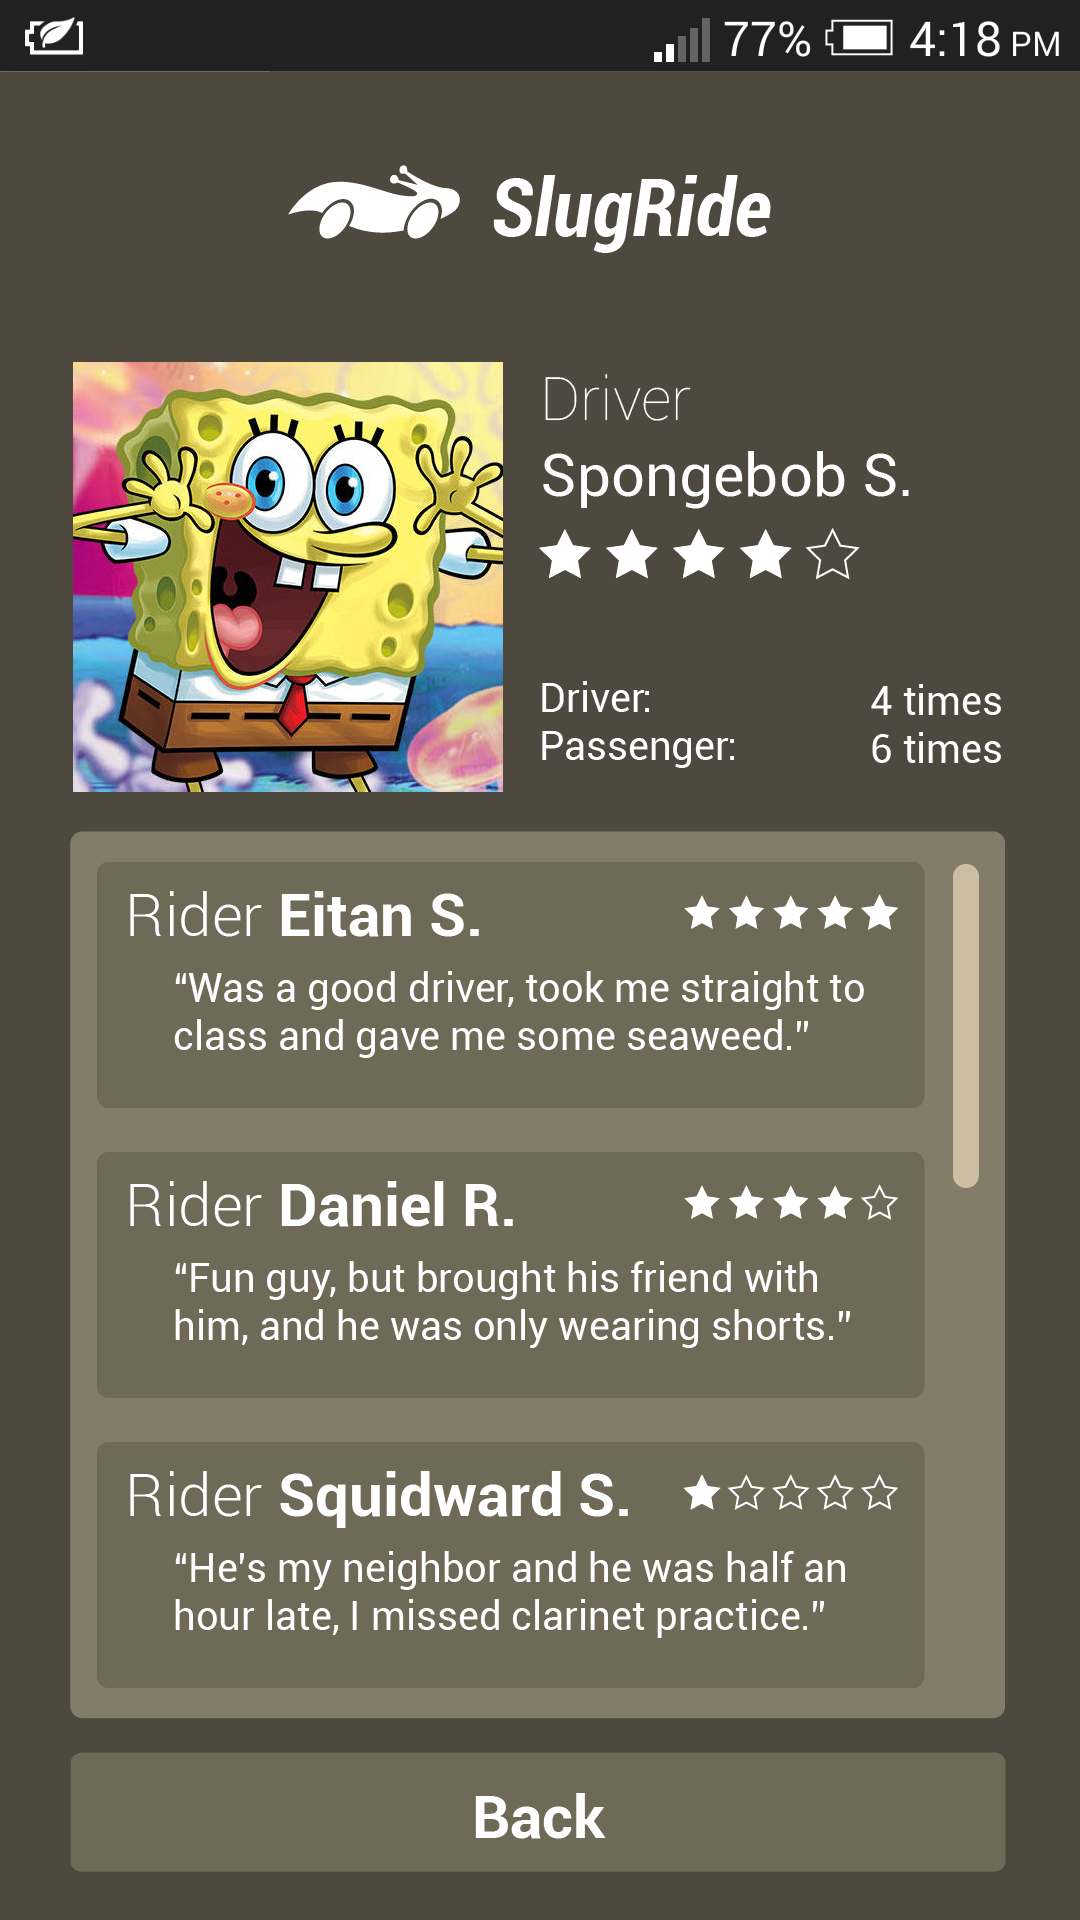 77% 4:18 PM
SlugRide
Driver
Spongebob S.
Driver: 4 times
Passenger: 6 times
Rider Eitan S.
“Was a good driver, took me straight to
class and gave me some seaweed.”
Rider Daniel R.
“Fun guy, but brought his friend with
him, and he was only wearing shorts.”
Rider Squidward S.
“He's my neighbor and he was half an
hour late, I missed clarinet practice.”
Back